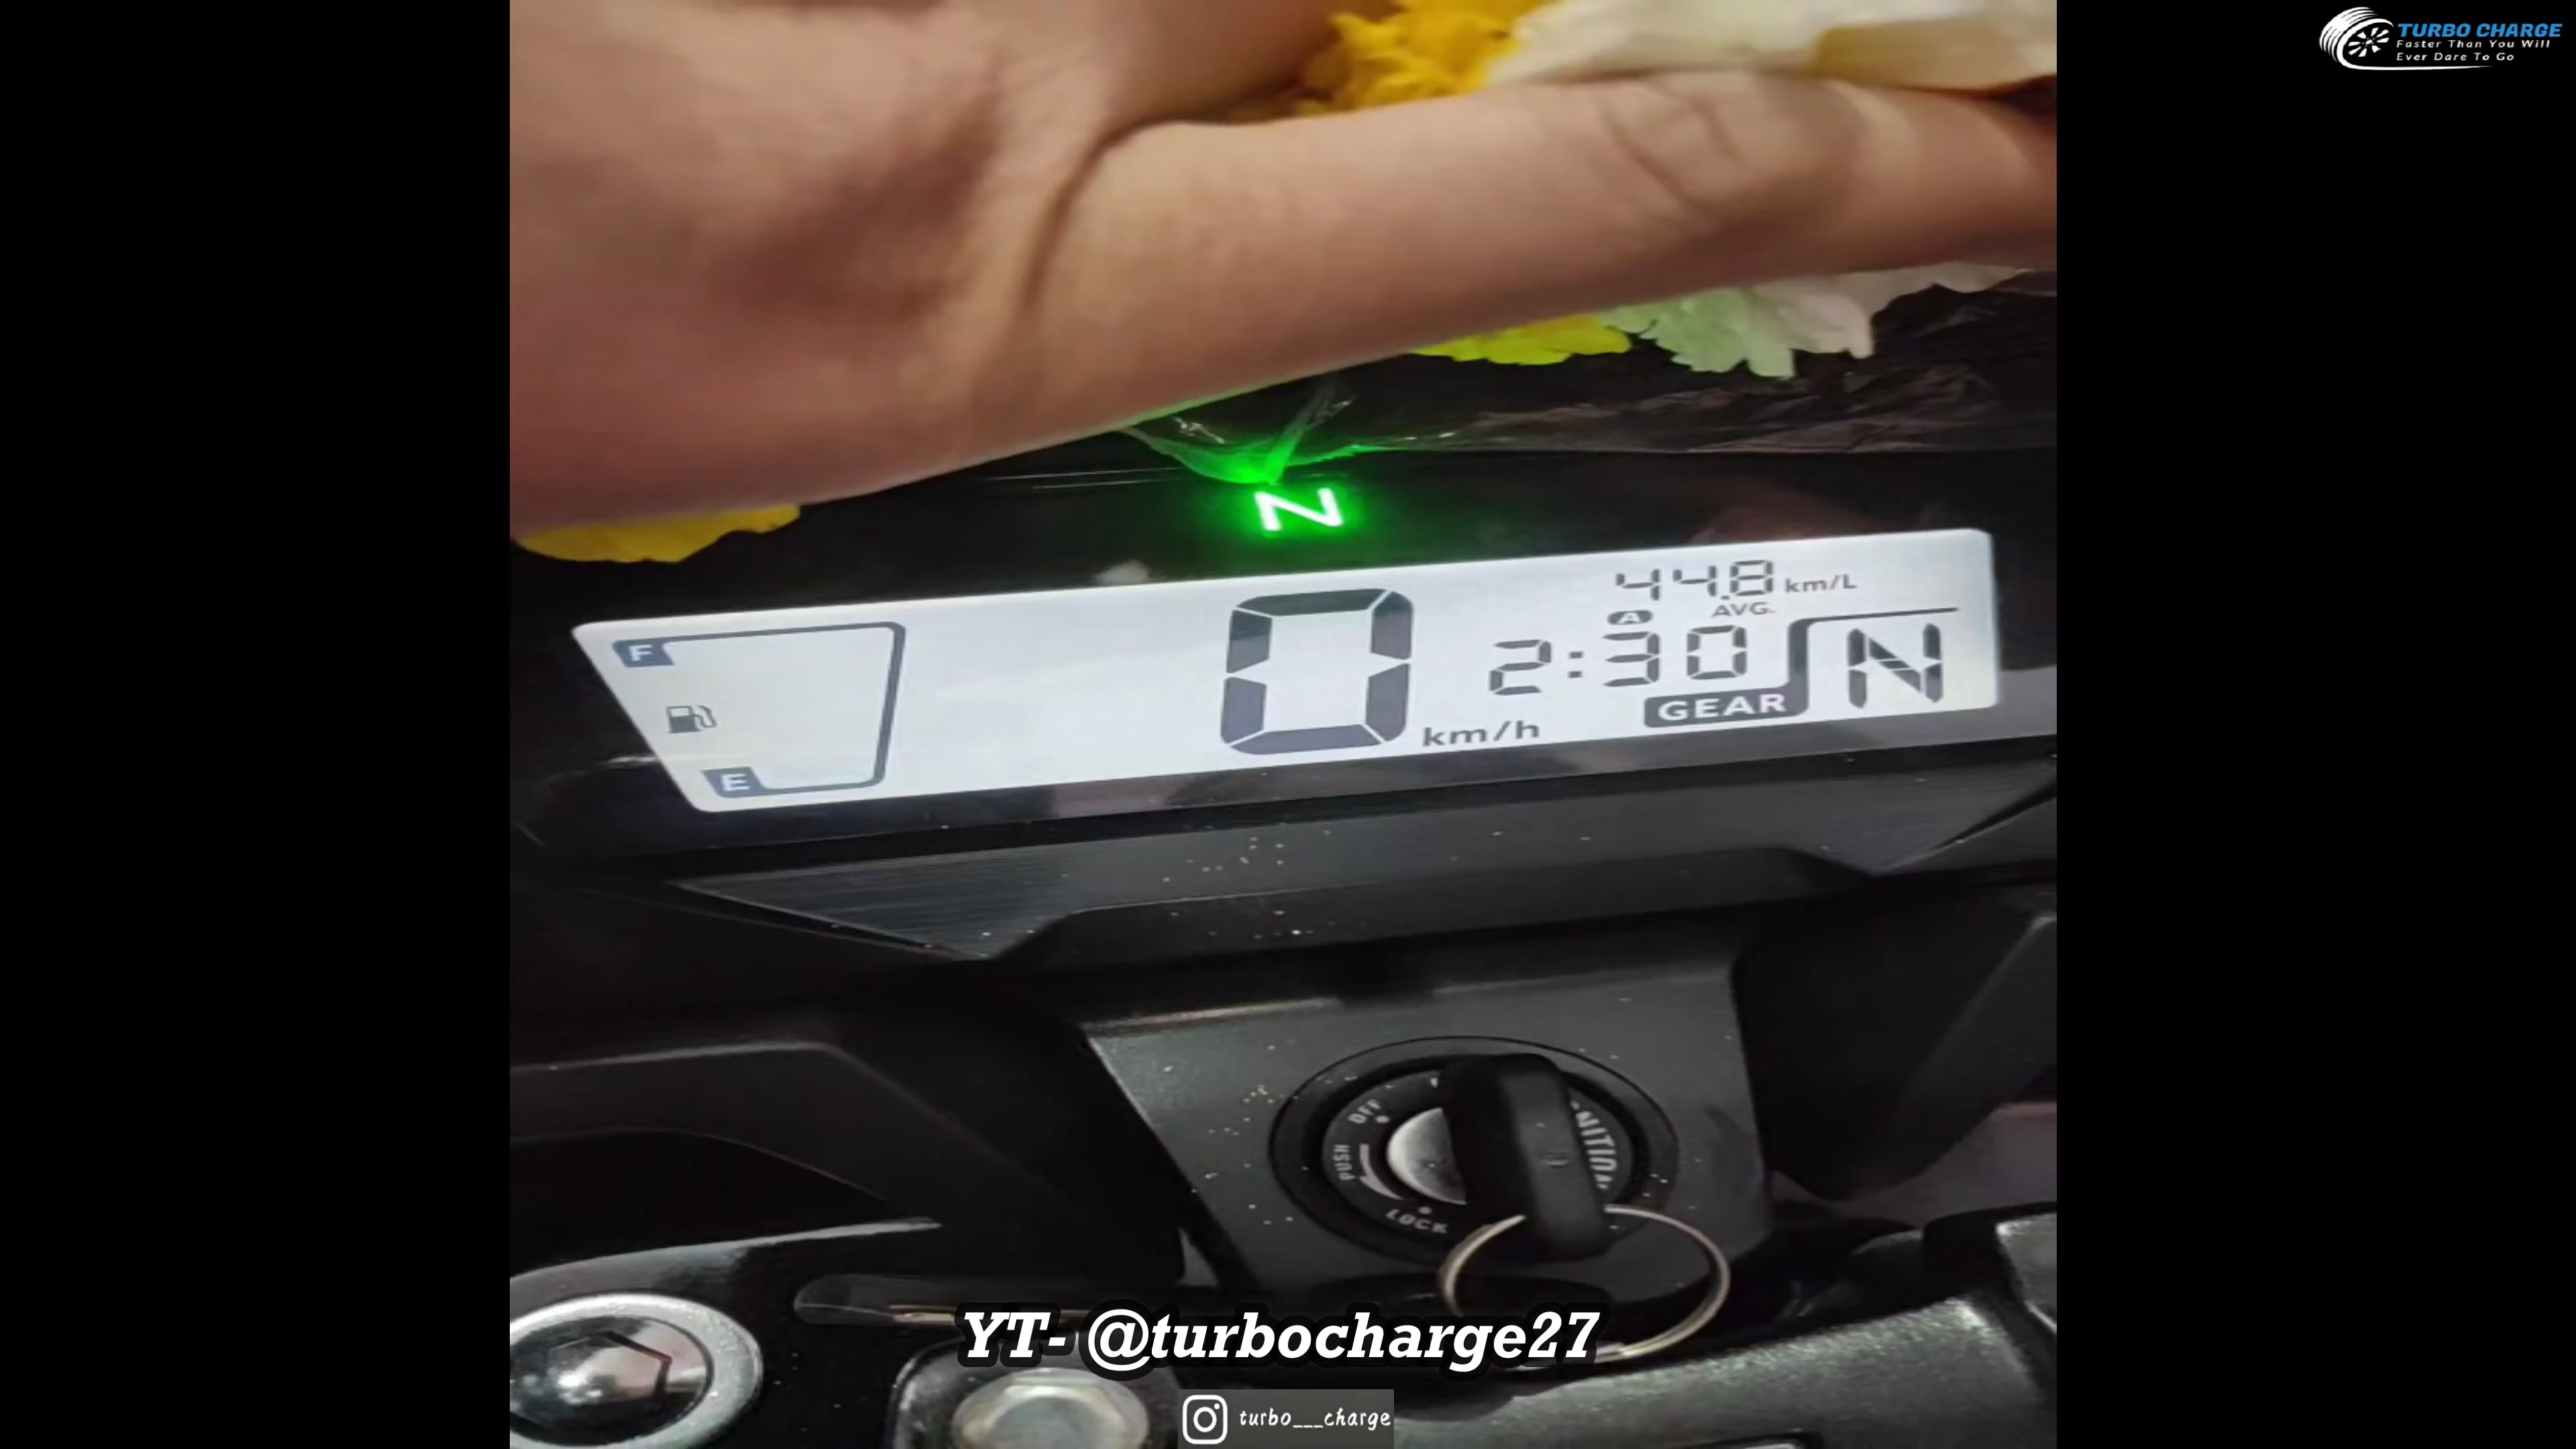 TURBO CHARGE
Faster Than You Will
Ever Dare To Go
N
44.8 km/L
AVG.
A
F
0 km/h
2:30
GEAR N
E
OFF
PUSH
LOCK
YT- @turbocharge27
turbo___charge